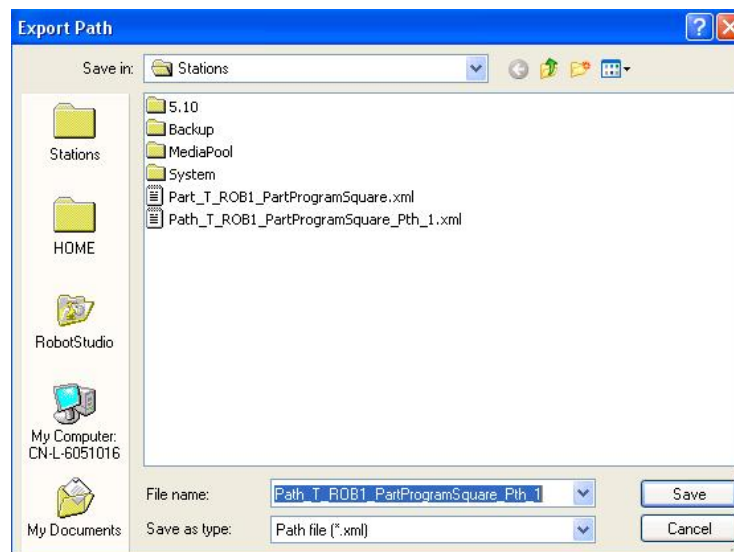 Export Path
Save in:
Stations
5.10
Backup
MediaPool
System
Part_T_ROB1_PartProgramSquare.xml
Path_T_ROB1_PartProgramSquare_Pth_1.xml
Stations
HOME
RobotStudio
My Computer:
CN-L-6051016
My Documents
File name:
Path_T_ROB1_PartProgramSquare_Pth_1
Save
Save as type:
Path file (*.xml)
Cancel